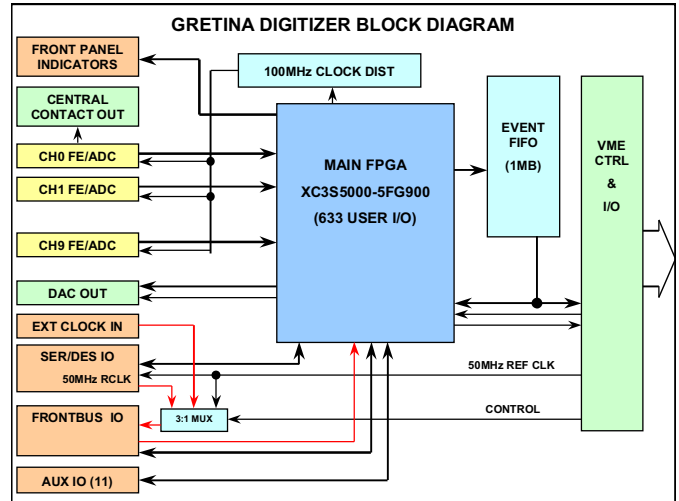 GRETINA DIGITIZER BLOCK DIAGRAM
FRONT PANEL
INDICATORS
100MHz CLOCK DIST
CENTRAL
CONTACT OUT
CH0 FE/ADC
CH1 FE/ADC
CH9 FE/ADC
MAIN FPGA
XC3S5000-5FG900
(633 USER I/O)
EVENT
FIFO
(1MB)
VME
CTRL
&
I/O
DAC OUT
EXT CLOCK IN
SER/DES IO
50MHz RCLK
50MHz REF CLK
FRONTBUS IO
3:1 MUX
CONTROL
AUX IO (11)